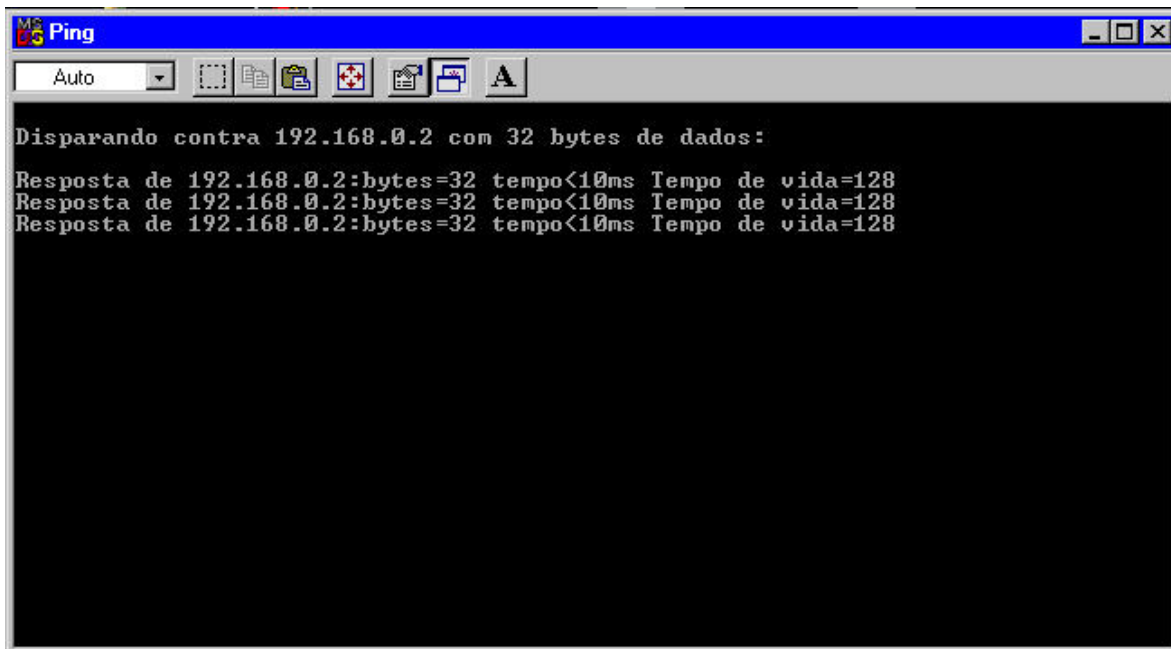 Ping
Auto
A
Disparando contra 192.168.0.2 com 32 bytes de dados:
Resposta de 192.168.0.2:bytes=32 tempo<10ms Tempo de vida=128
Resposta de 192.168.0.2:bytes=32 tempo<10ms Tempo de vida=128
Resposta de 192.168.0.2:bytes=32 tempo<10ms Tempo de vida=128